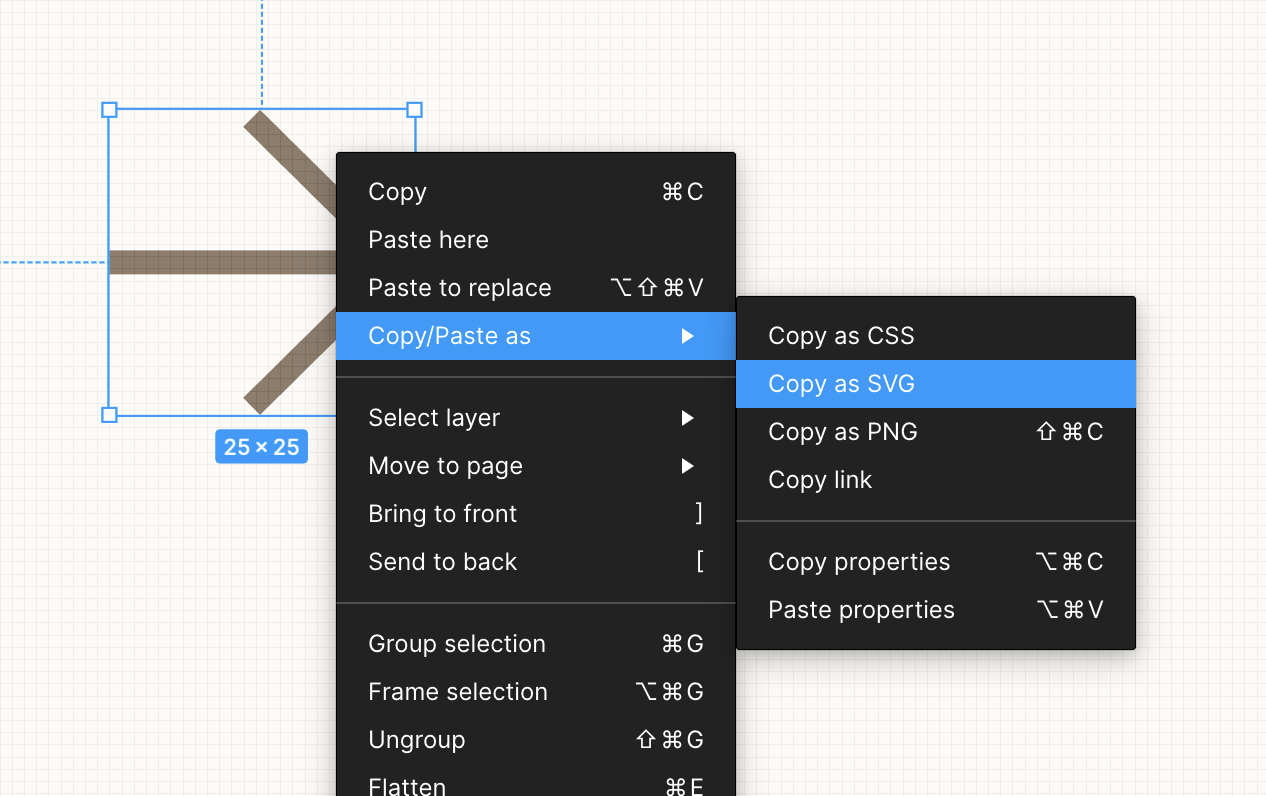 Copy ⌘C
Paste here
Paste to replace ⌥⇧⌘V
Copy/Paste as ▶
Select layer ▶
Move to page ▶
Bring to front ]
Send to back [
Group selection ⌘G
Frame selection ⌥⌘G
Ungroup ⇧⌘G
Flatten ⌘E
Copy as CSS
Copy as SVG
Copy as PNG ⇧⌘C
Copy link
Copy properties ⌥⌘C
Paste properties ⌥⌘V
25 × 25